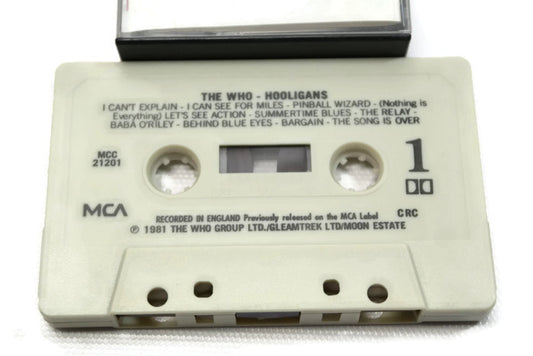 THE WHO - HOOLIGANS
I CAN'T EXPLAIN - I CAN SEE FOR MILES - PINBALL WIZARD - (Nothing is
Everything) LET'S SEE ACTION - SUMMERTIME BLUES - THE RELAY -
BABA O'RILEY - BEHIND BLUE EYES - BARGAIN - THE SONG IS OVER
MCC
21201
1
MCA
RECORDED IN ENGLAND Previously released on the MCA Label
CRC
℗ 1981 THE WHO GROUP LTD./GLEAMTREK LTD/MOON ESTATE